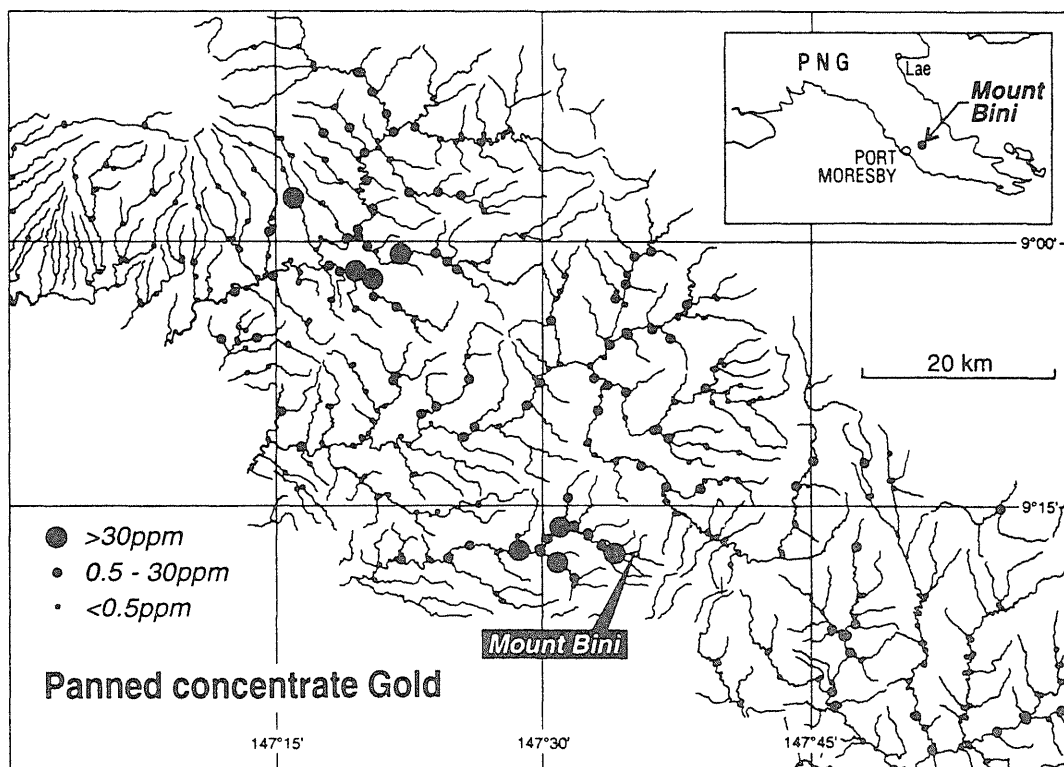 PNG
Lae
Mount
Bini
PORT
MORESBY
9°00'
20 km
9°15'
>30ppm
0.5 - 30ppm
<0.5ppm
Mount Bini
Panned concentrate Gold
147°15'
147°30'
147°45'